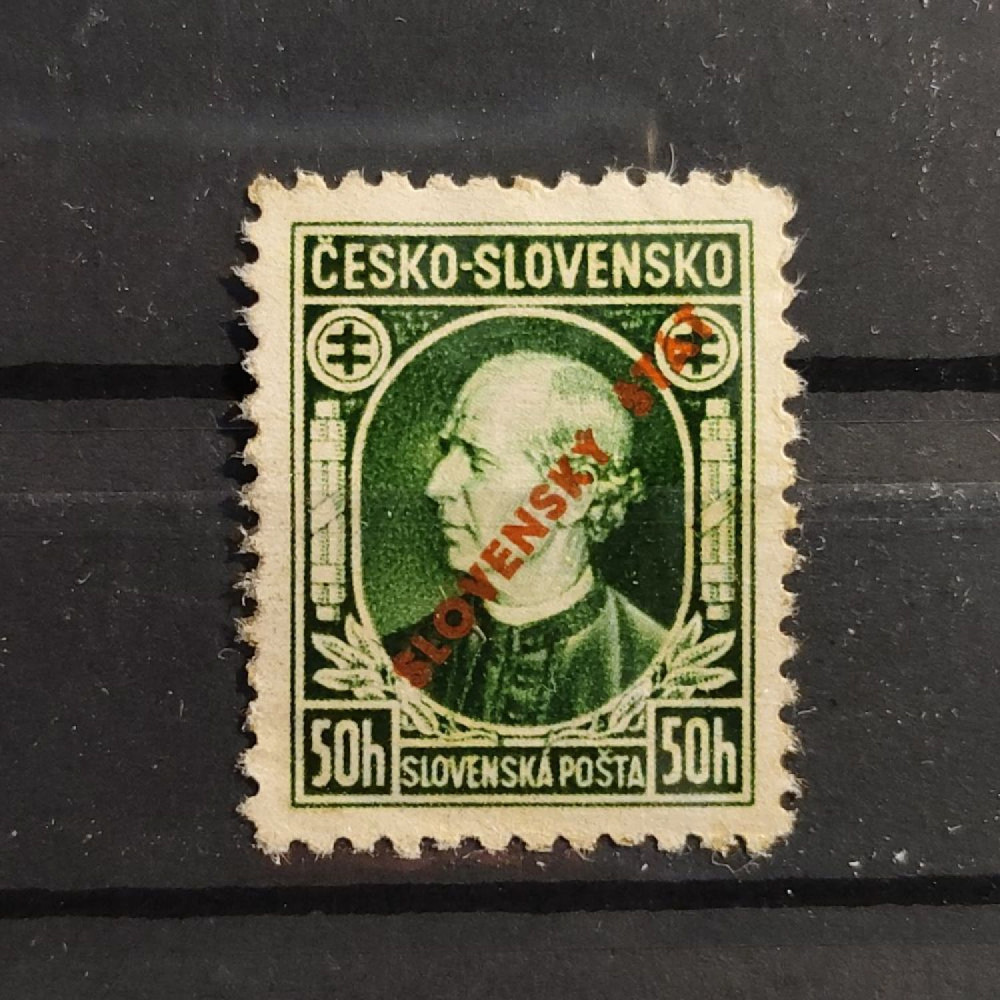 ČESKO-SLOVENSKO
SLOVENSKÝ ŠTÁT
50h SLOVENSKÁ POŠTA 50h